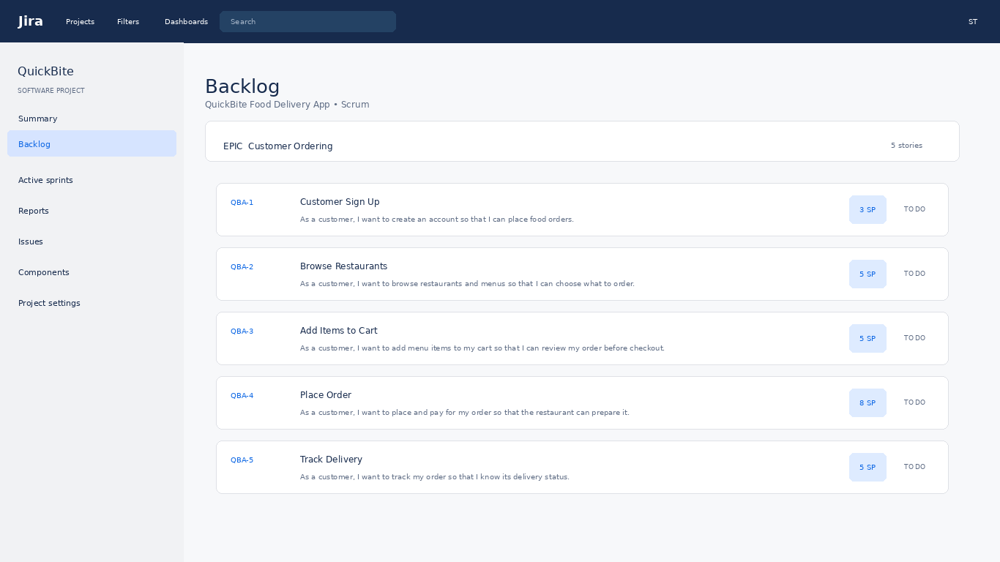 Jira Projects Filters Dashboards Search ST
QuickBite
SOFTWARE PROJECT
Summary
Backlog
Active sprints
Reports
Issues
Components
Project settings
Backlog
QuickBite Food Delivery App • Scrum
EPIC Customer Ordering 5 stories
QBA-1 Customer Sign Up 3 SP TO DO
As a customer, I want to create an account so that I can place food orders.
QBA-2 Browse Restaurants 5 SP TO DO
As a customer, I want to browse restaurants and menus so that I can choose what to order.
QBA-3 Add Items to Cart 5 SP TO DO
As a customer, I want to add menu items to my cart so that I can review my order before checkout.
QBA-4 Place Order 8 SP TO DO
As a customer, I want to place and pay for my order so that the restaurant can prepare it.
QBA-5 Track Delivery 5 SP TO DO
As a customer, I want to track my order so that I know its delivery status.